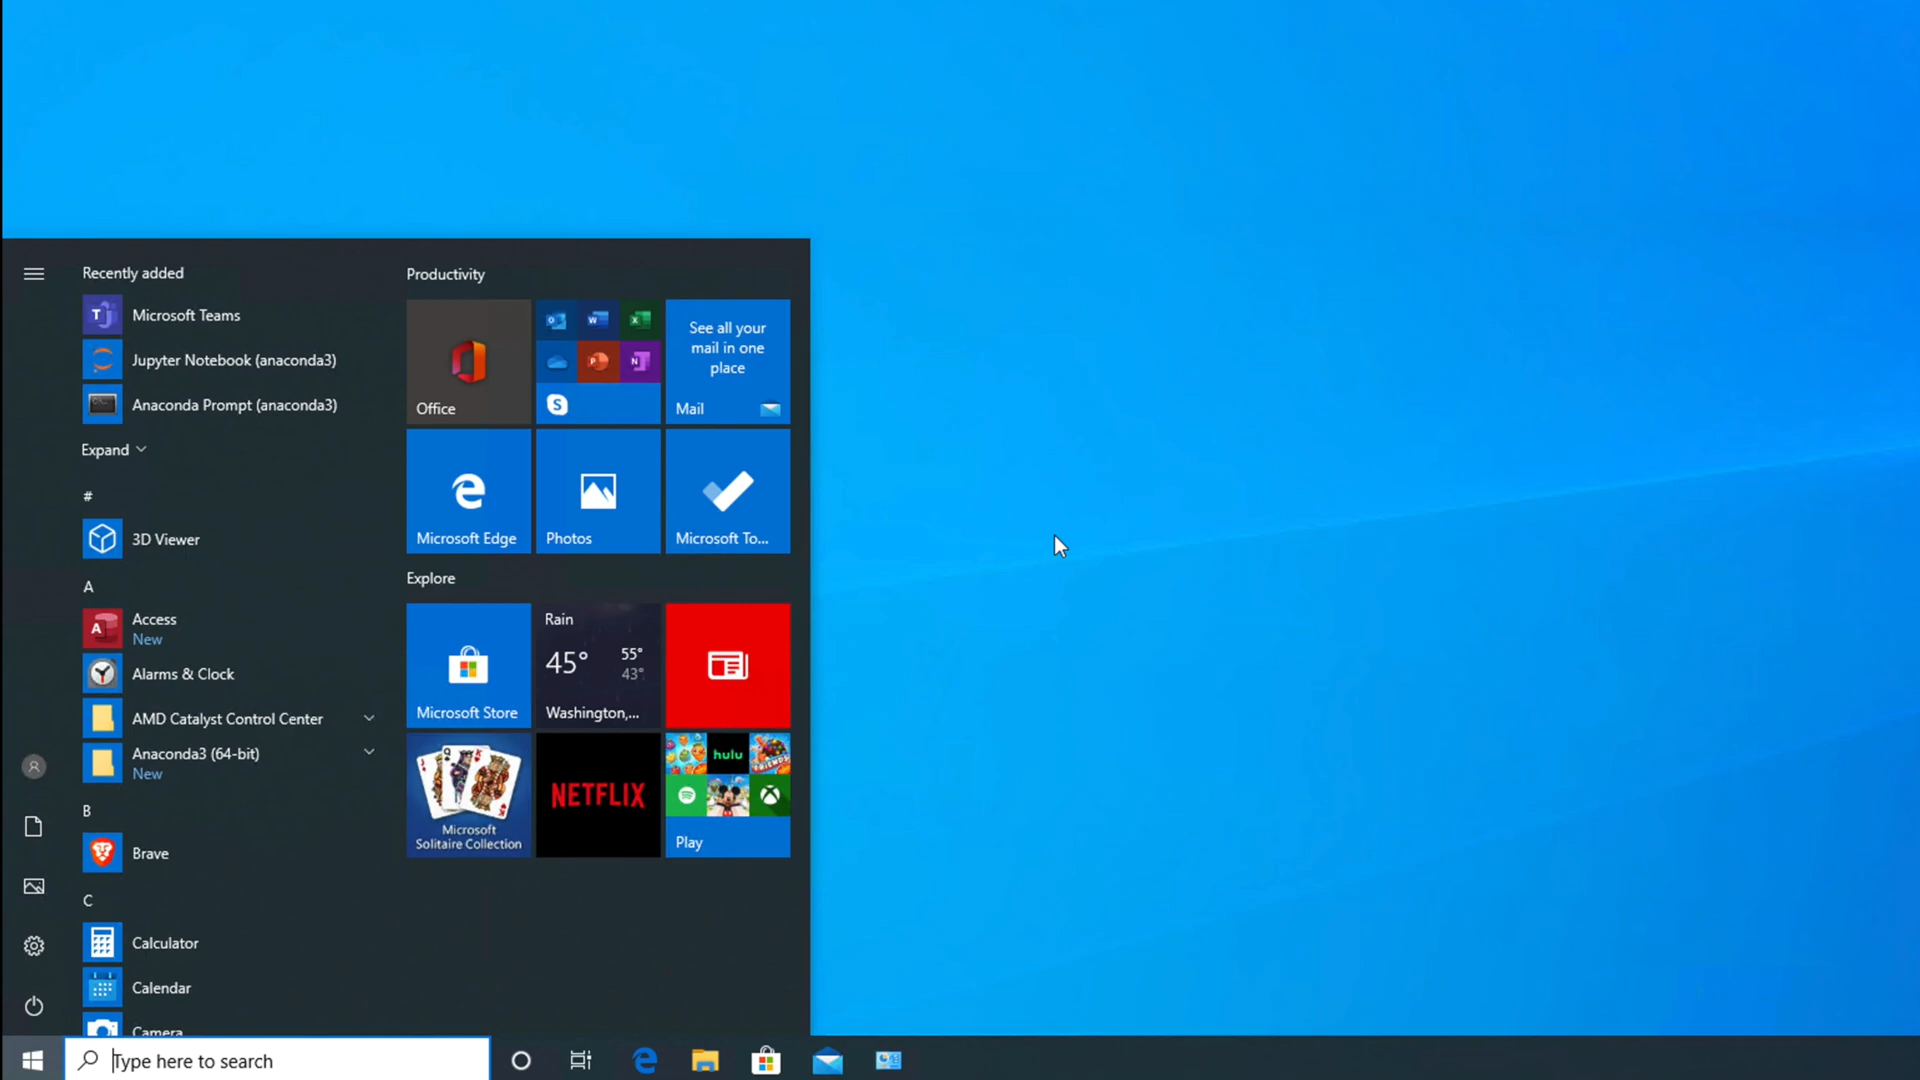 Recently added
Microsoft Teams
Jupyter Notebook (anaconda3)
Anaconda Prompt (anaconda3)
Expand
#
3D Viewer
A
Access
New
Alarms & Clock
AMD Catalyst Control Center
Anaconda3 (64-bit)
New
B
Brave
C
Calculator
Calendar
Camera
Productivity
Office
See all your
mail in one
place
Mail
Microsoft Edge
Photos
Microsoft To...
Explore
Microsoft Store
Rain
45°
55°
43°
Washington,...
Microsoft
Solitaire Collection
NETFLIX
hulu
FRIENDS
Play
Type here to search